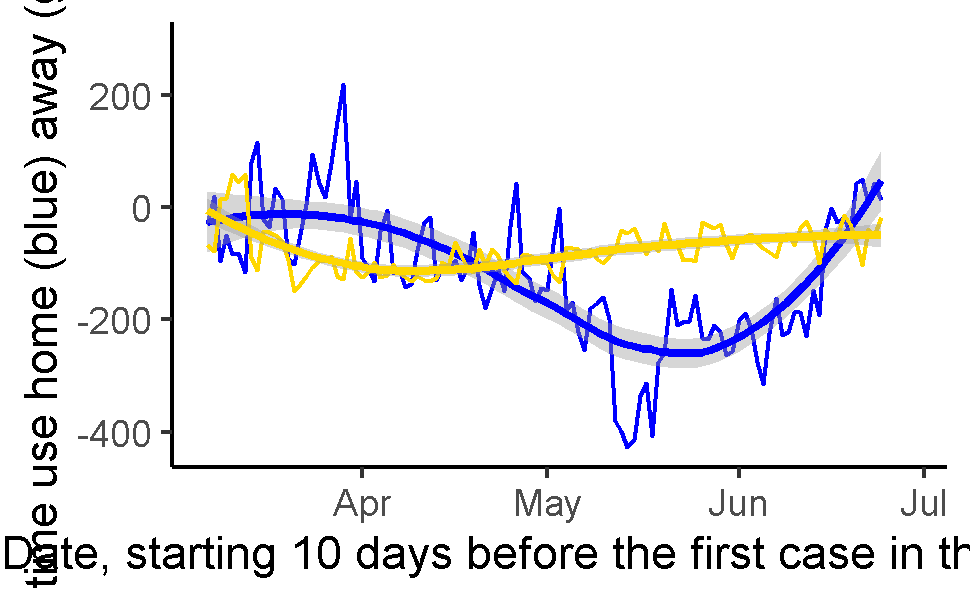 time use home (blue) away (
200
0
-200
-400
Apr May Jun Jul
Date, starting 10 days before the first case in th